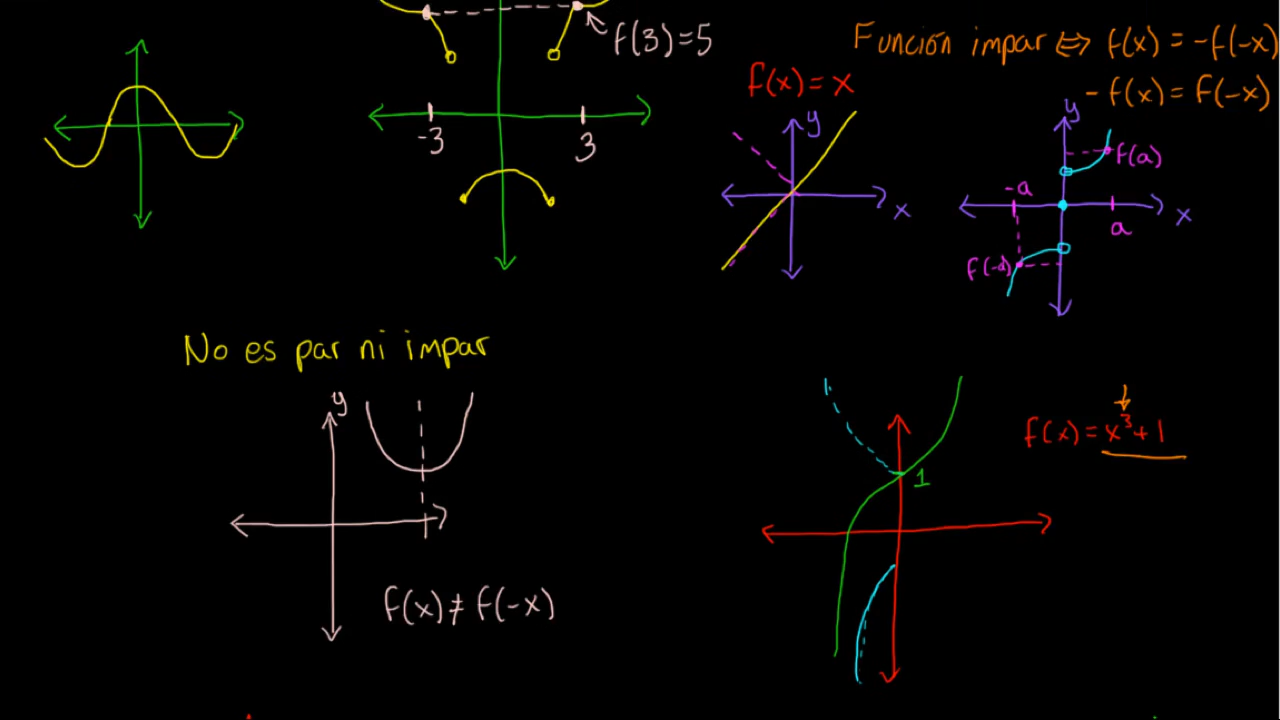 f(3)=5
-3
3
Función impar ⇔ f(x) = -f(-x)
-f(x) = f(-x)
f(x) = x
y
x
y
f(a)
-a
a
x
f(-a)
No es par ni impar
y
f(x) ≠ f(-x)
f(x) = x³+1
1